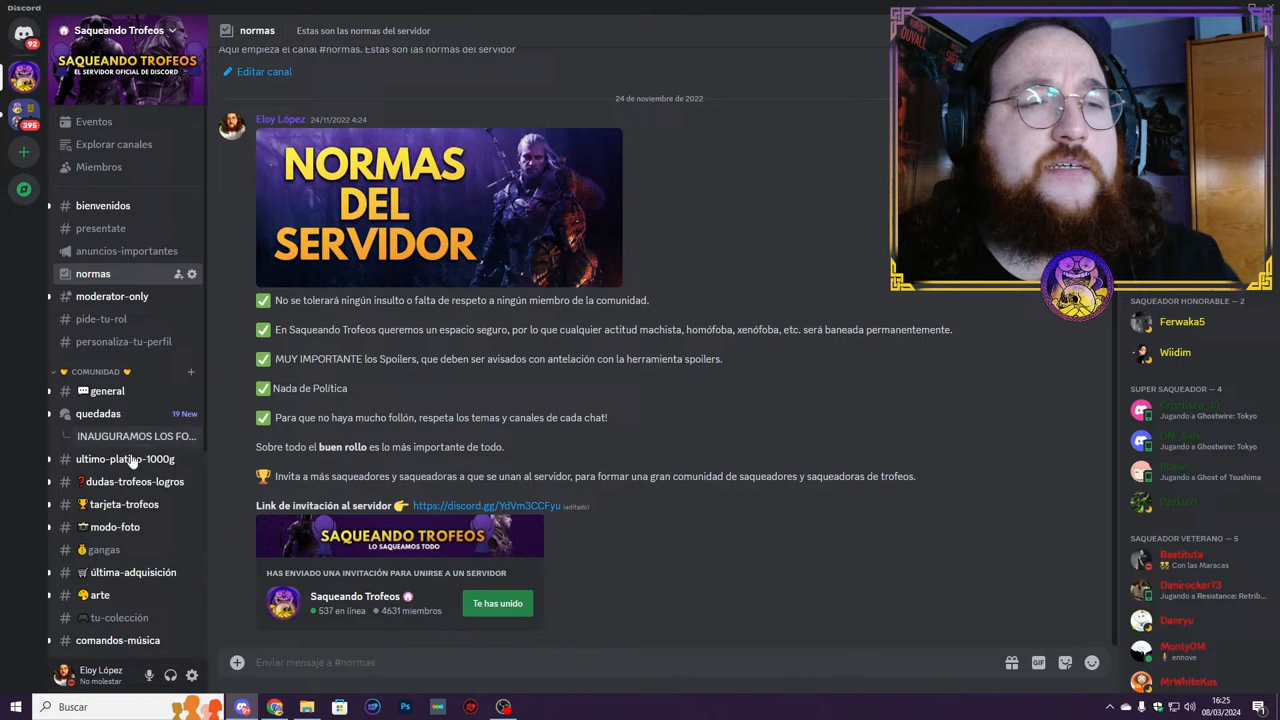 Discord
92
395
Saqueando Trofeos
SAQUEANDO TROFEOS
EL SERVIDOR OFICIAL DE DISCORD
Eventos
Explorar canales
Miembros
bienvenidos
presentate
anuncios-importantes
normas
moderator-only
pide-tu-rol
personaliza-tu-perfil
COMUNIDAD
general
quedadas
19 New
INAUGURAMOS LOS FO...
ultimo-platino-1000g
dudas-trofeos-logros
tarjeta-trofeos
modo-foto
gangas
última-adquisición
arte
tu-colección
comandos-música
Eloy López
No molestar
normas
Estas son las normas del servidor
Aquí empieza el canal #normas. Estas son las normas del servidor
Editar canal
24 de noviembre de 2022
Eloy López 24/11/2022 4:24
NORMAS
DEL
SERVIDOR
No se tolerará ningún insulto o falta de respeto a ningún miembro de la comunidad.
En Saqueando Trofeos queremos un espacio seguro, por lo que cualquier actitud machista, homófoba, xenófoba, etc. será baneada permanentemente.
MUY IMPORTANTE los Spoilers, que deben ser avisados con antelación con la herramienta spoilers.
Nada de Política
Para que no haya mucho follón, respeta los temas y canales de cada chat!
Sobre todo el buen rollo es lo más importante de todo.
Invita a más saqueadores y saqueadoras a que se unan al servidor, para formar una gran comunidad de saqueadores y saqueadoras de trofeos.
Link de invitación al servidor https://discord.gg/YdVm3CCFyu (editado)
SAQUEANDO TROFEOS
LO SAQUEAMOS TODO
HAS ENVIADO UNA INVITACIÓN PARA UNIRSE A UN SERVIDOR
Saqueando Trofeos
537 en línea 4631 miembros
Te has unido
Enviar mensaje a #normas
GIF
DUVALL
SAQUEADOR HONORABLE — 2
Ferwaka5
Wiidim
SUPER SAQUEADOR — 4
Jugando a Ghostwire: Tokyo
Jugando a Ghostwire: Tokyo
Jugando a Ghost of Tsushima
SAQUEADOR VETERANO — 5
Bastituta
Con las Maracas
Danirocker73
Jugando a Resistance: Retrib...
Danryu
Monty014
ennove
MrWhiteKus
Buscar
Ps
16:25
08/03/2024
1